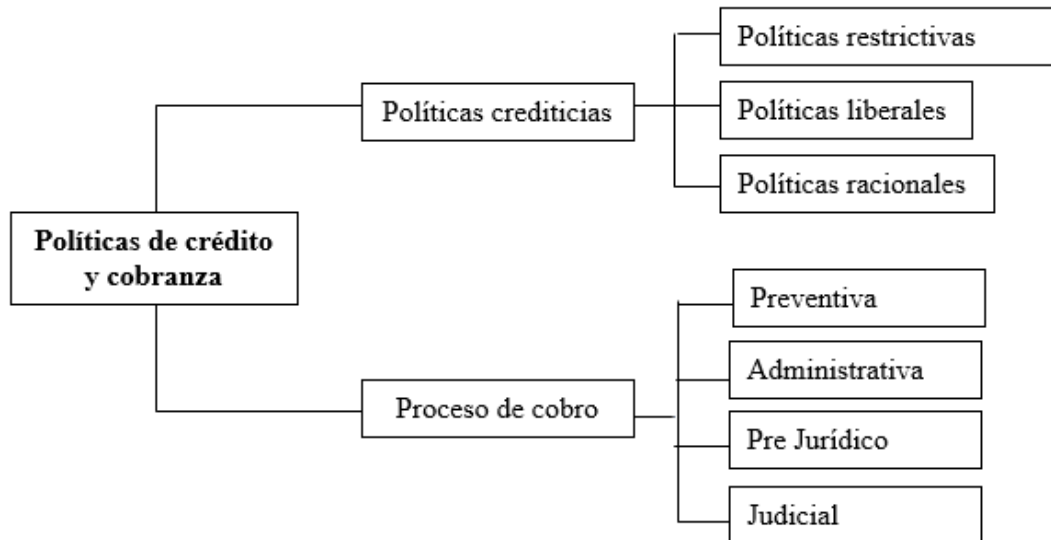 Políticas de crédito
y cobranza
Políticas crediticias
Políticas restrictivas
Políticas liberales
Políticas racionales
Proceso de cobro
Preventiva
Administrativa
Pre Jurídico
Judicial